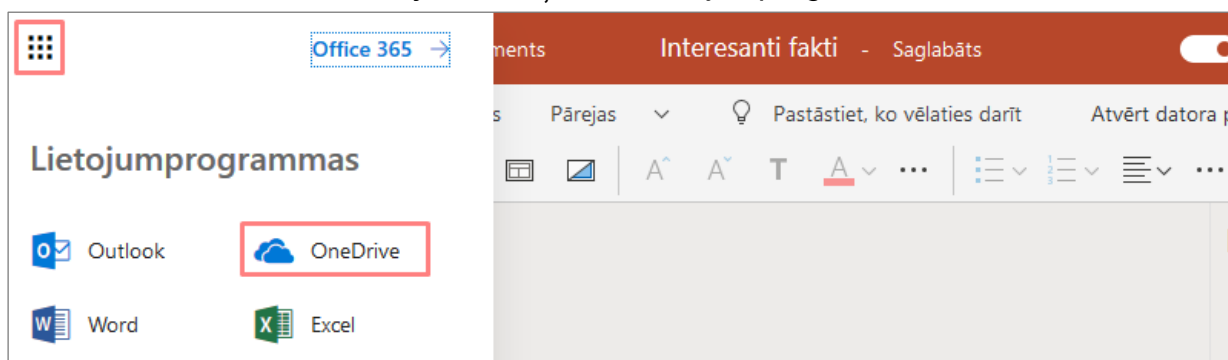 Office 365 →
ments
Interesanti fakti - Saglabāts
s Pārejas Pastāstiet, ko vēlaties darīt Atvērt datora p
Lietojumprogrammas
Outlook OneDrive
Word Excel